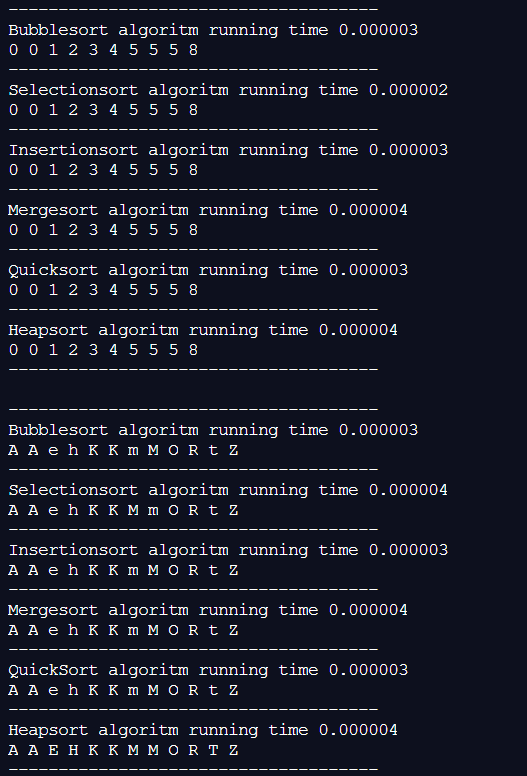 -------------------------------------
Bubblesort algoritm running time 0.000003
0 0 1 2 3 4 5 5 5 8
-------------------------------------
Selectionsort algoritm running time 0.000002
0 0 1 2 3 4 5 5 5 8
-------------------------------------
Insertionsort algoritm running time 0.000003
0 0 1 2 3 4 5 5 5 8
-------------------------------------
Mergesort algoritm running time 0.000004
0 0 1 2 3 4 5 5 5 8
-------------------------------------
Quicksort algoritm running time 0.000003
0 0 1 2 3 4 5 5 5 8
-------------------------------------
Heapsort algoritm running time 0.000004
0 0 1 2 3 4 5 5 5 8
-------------------------------------

-------------------------------------
Bubblesort algoritm running time 0.000003
A A e h K K m M O R t Z
-------------------------------------
Selectionsort algoritm running time 0.000004
A A e h K K M m O R t Z
-------------------------------------
Insertionsort algoritm running time 0.000003
A A e h K K m M O R t Z
-------------------------------------
Mergesort algoritm running time 0.000004
A A e h K K m M O R t Z
-------------------------------------
QuickSort algoritm running time 0.000003
A A e h K K m M O R t Z
-------------------------------------
Heapsort algoritm running time 0.000004
A A E H K K M M O R T Z
-------------------------------------